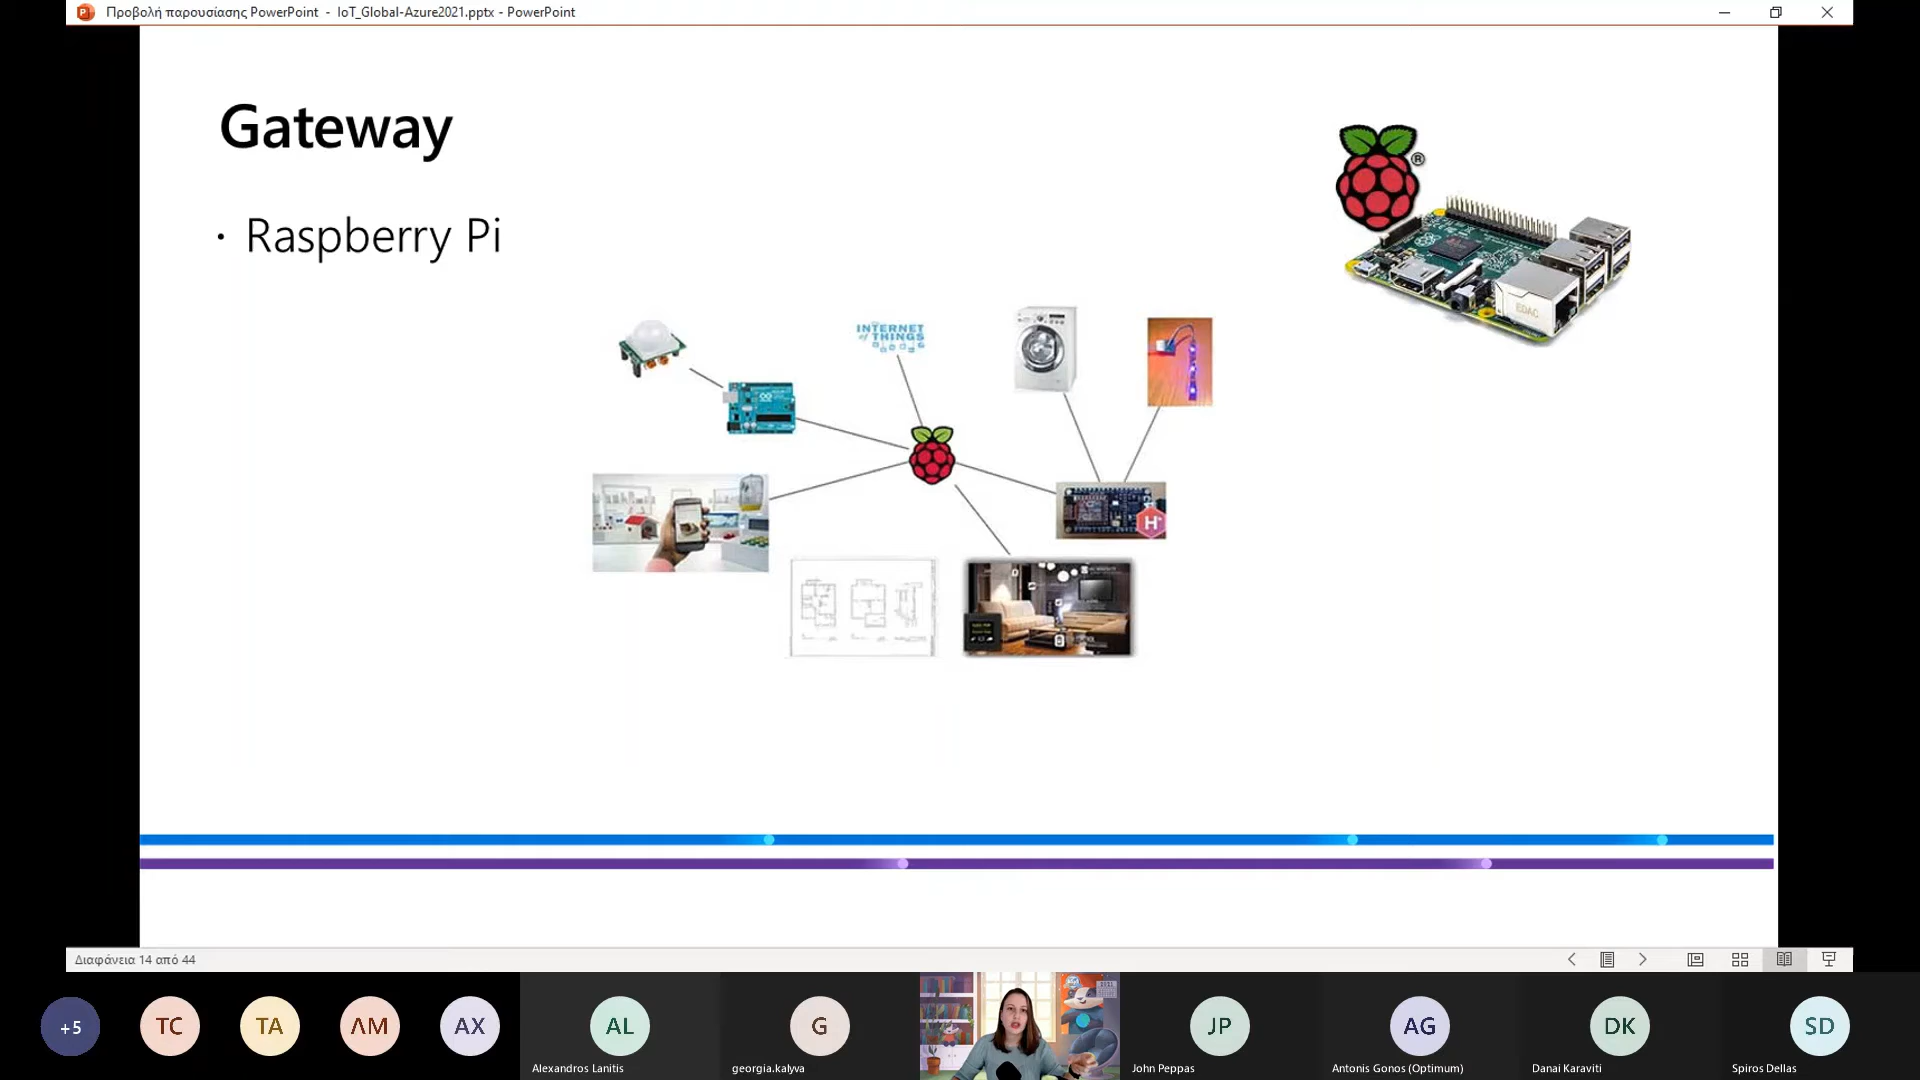 Προβολή παρουσίασης PowerPoint - IoT_Global-Azure2021.pptx - PowerPoint
Gateway
• Raspberry Pi
®
EDAC
INTERNET
of THINGS
H
Διαφάνεια 14 από 44
+5
TC
TA
ΛΜ
AX
AL
G
JP
AG
DK
SD
Alexandros Lanitis
georgia.kalyva
John Peppas
Antonis Gonos (Optimum)
Danai Karaviti
Spiros Dellas